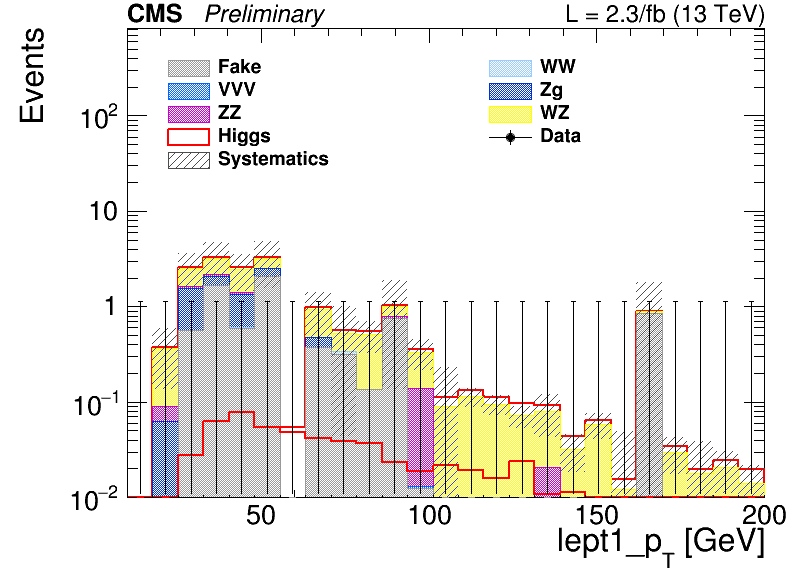 CMS Preliminary L = 2.3/fb (13 TeV)
Events
Fake WW
VVV Zg
ZZ WZ
Higgs Data
Systematics
10²
10
1
10⁻¹
10⁻²
50 100 150 200
lept1_p_T [GeV]